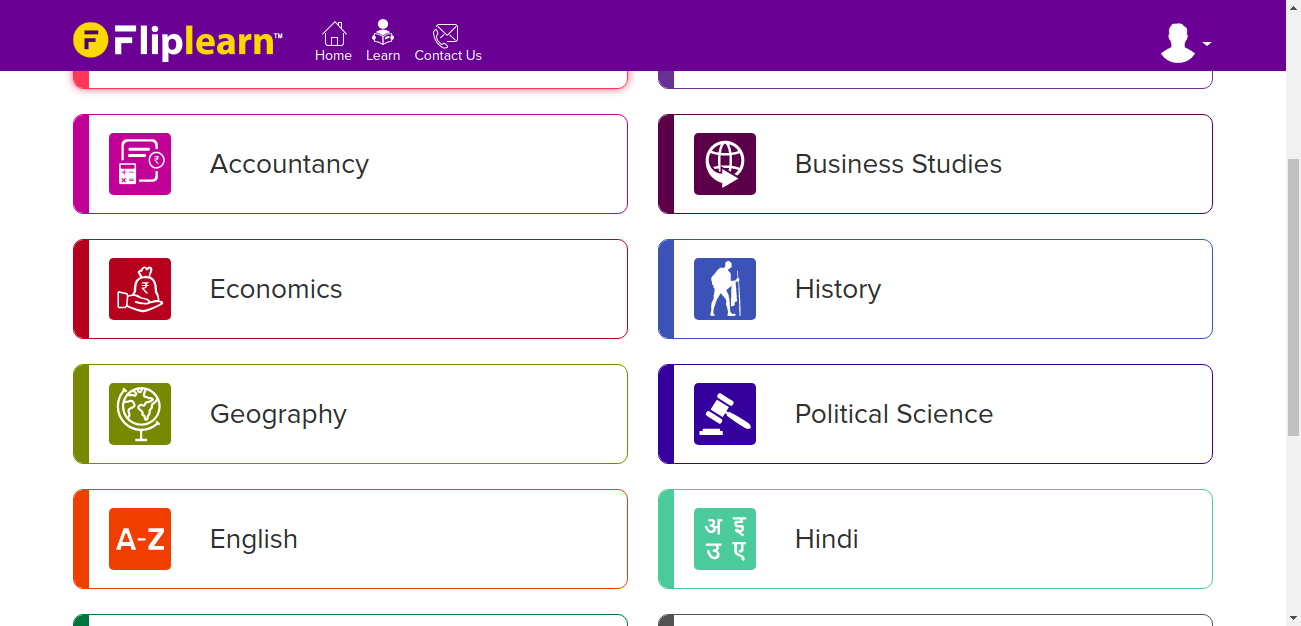 F Fliplearn™
Home Learn Contact Us
Accountancy
Business Studies
Economics
History
Geography
Political Science
A-Z
English
अ इ
उ ए
Hindi